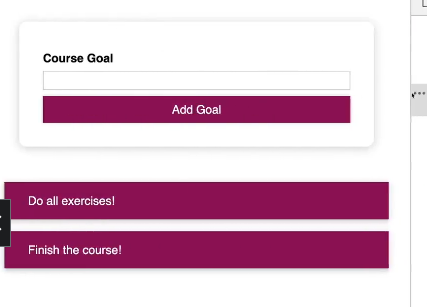 Course Goal
Add Goal
Do all exercises!
Finish the course!